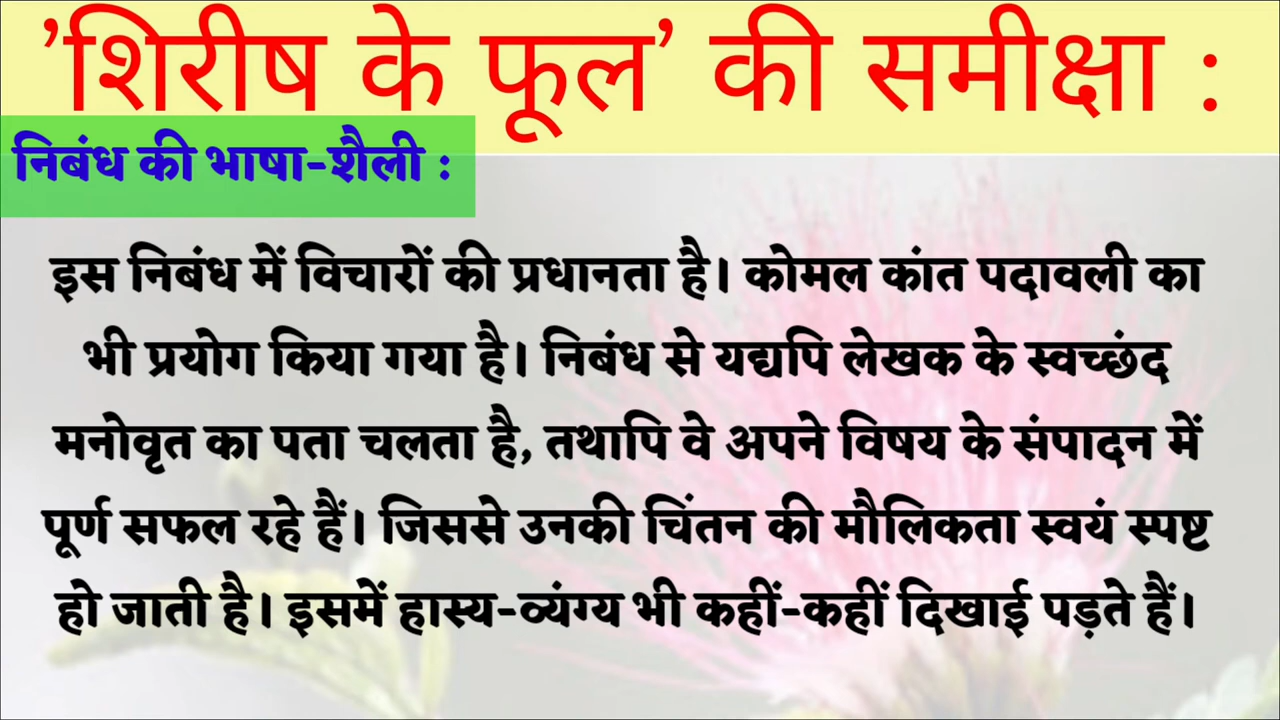 ’शिरीष के फूल’ की समीक्षा :
निबंध की भाषा-शैली :
इस निबंध में विचारों की प्रधानता है। कोमल कांत पदावली का
भी प्रयोग किया गया है। निबंध से यद्यपि लेखक के स्वच्छंद
मनोवृत का पता चलता है, तथापि वे अपने विषय के संपादन में
पूर्ण सफल रहे हैं। जिससे उनकी चिंतन की मौलिकता स्वयं स्पष्ट
हो जाती है। इसमें हास्य-व्यंग्य भी कहीं-कहीं दिखाई पड़ते हैं।